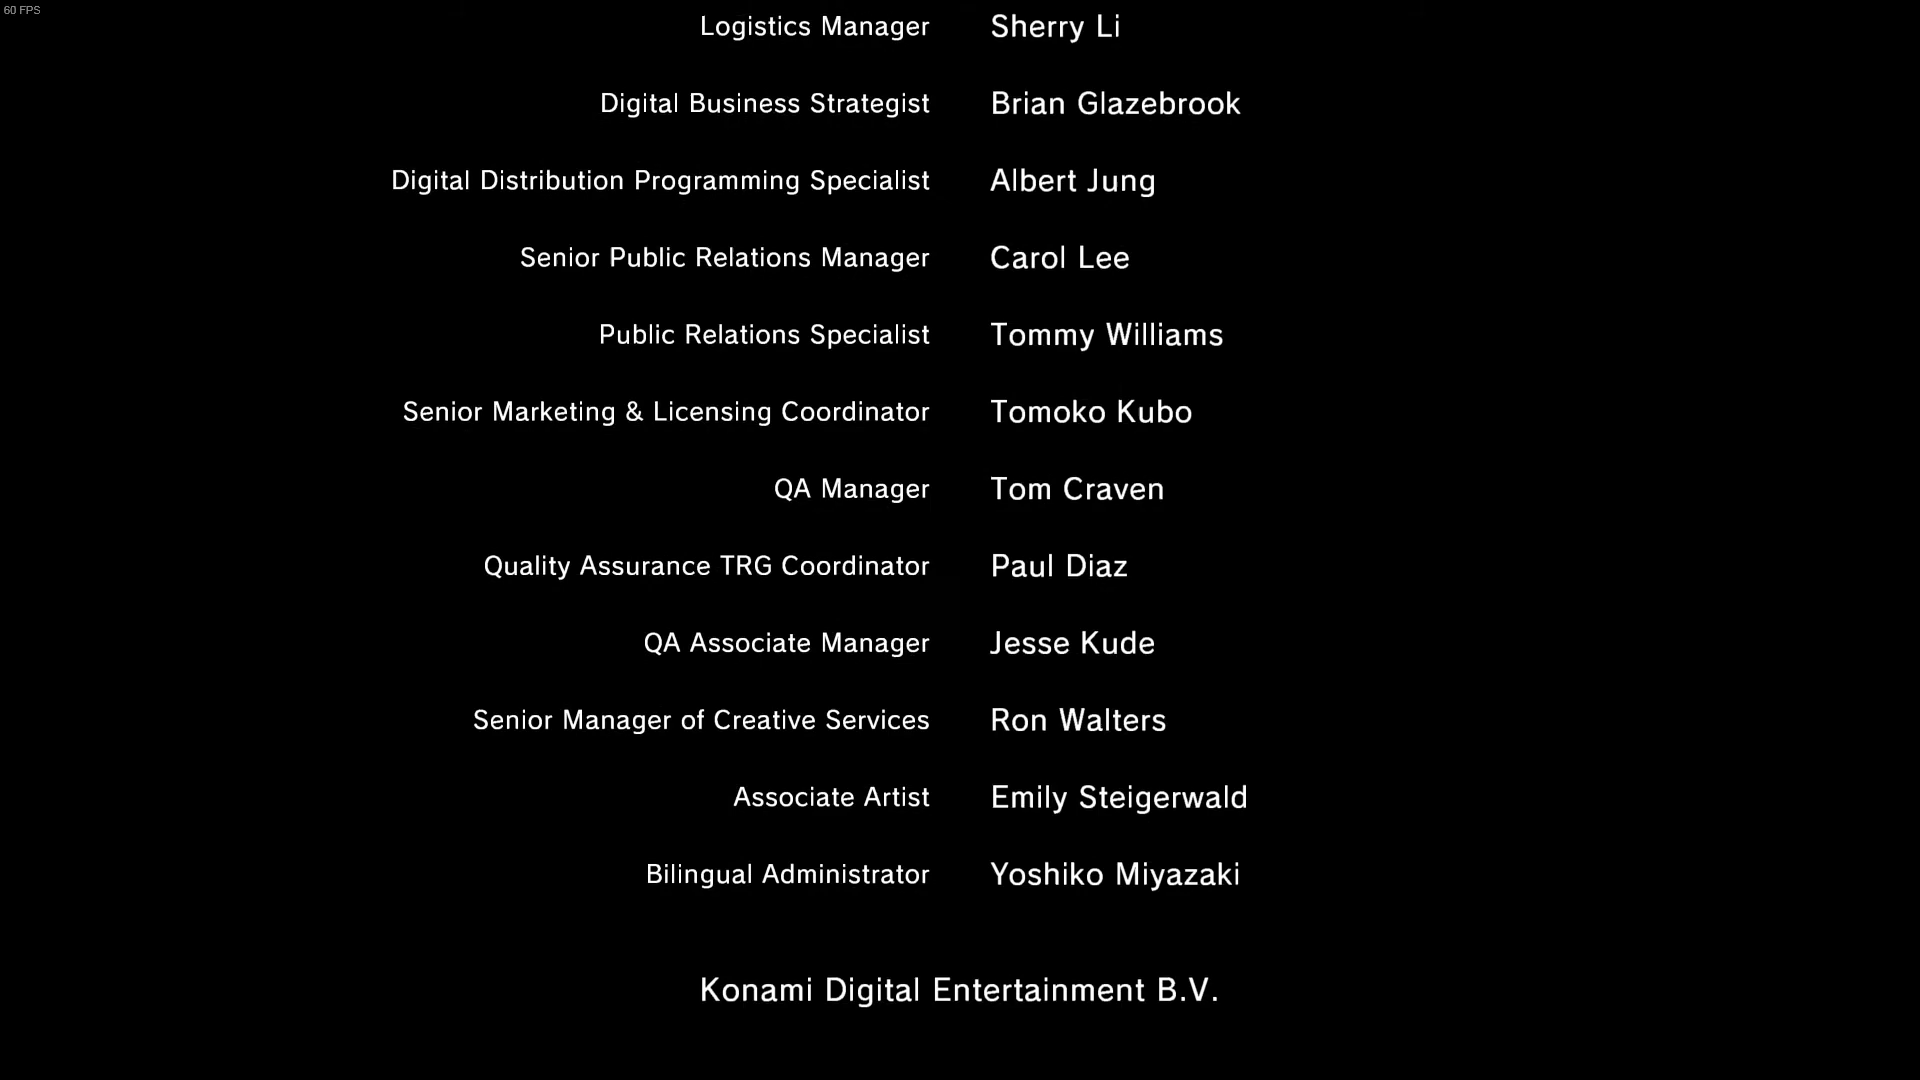 60 FPS
Logistics Manager Sherry Li
Digital Business Strategist Brian Glazebrook
Digital Distribution Programming Specialist Albert Jung
Senior Public Relations Manager Carol Lee
Public Relations Specialist Tommy Williams
Senior Marketing & Licensing Coordinator Tomoko Kubo
QA Manager Tom Craven
Quality Assurance TRG Coordinator Paul Diaz
QA Associate Manager Jesse Kude
Senior Manager of Creative Services Ron Walters
Associate Artist Emily Steigerwald
Bilingual Administrator Yoshiko Miyazaki
Konami Digital Entertainment B.V.